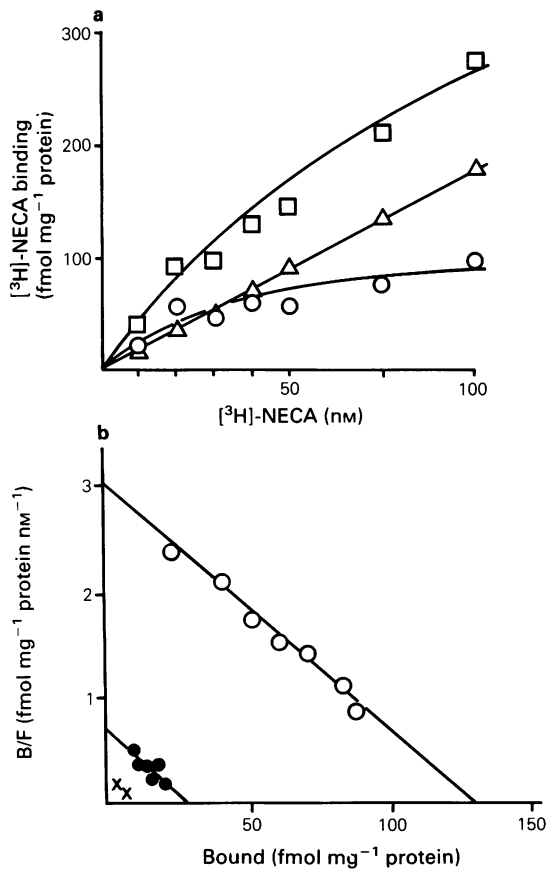 a
300
200
100
[³H]-NECA binding
(fmol mg⁻¹ protein)
50
100
[³H]-NECA (nM)
b
3
2
1
B/F (fmol mg⁻¹ protein nM⁻¹)
50
100
150
Bound (fmol mg⁻¹ protein)